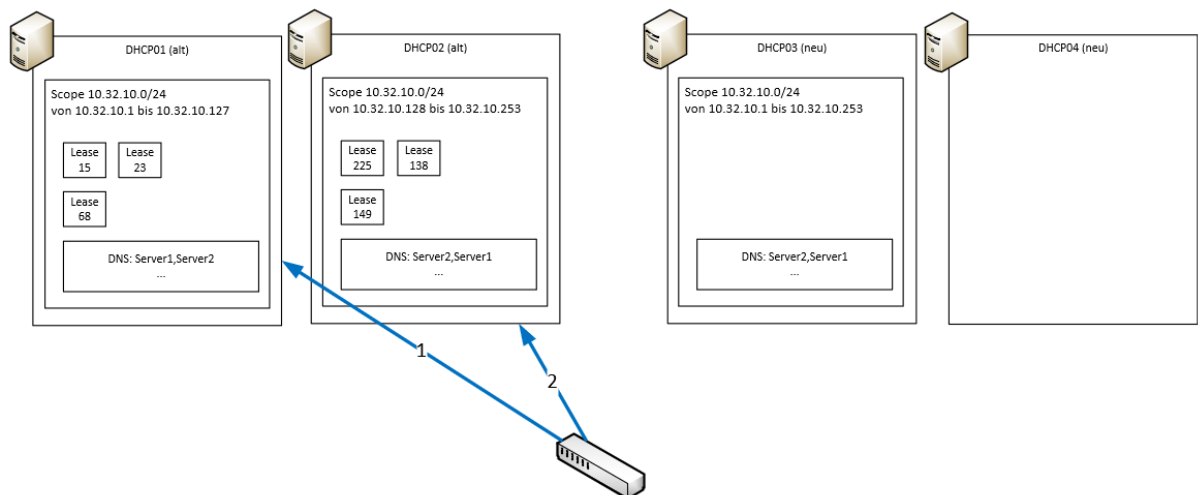 DHCP01 (alt)
Scope 10.32.10.0/24
von 10.32.10.1 bis 10.32.10.127
Lease
15
Lease
23
Lease
68
DNS: Server1,Server2
...
DHCP02 (alt)
Scope 10.32.10.0/24
von 10.32.10.128 bis 10.32.10.253
Lease
225
Lease
138
Lease
149
DNS: Server2,Server1
...
DHCP03 (neu)
Scope 10.32.10.0/24
von 10.32.10.1 bis 10.32.10.253
DNS: Server2,Server1
...
DHCP04 (neu)
1
2